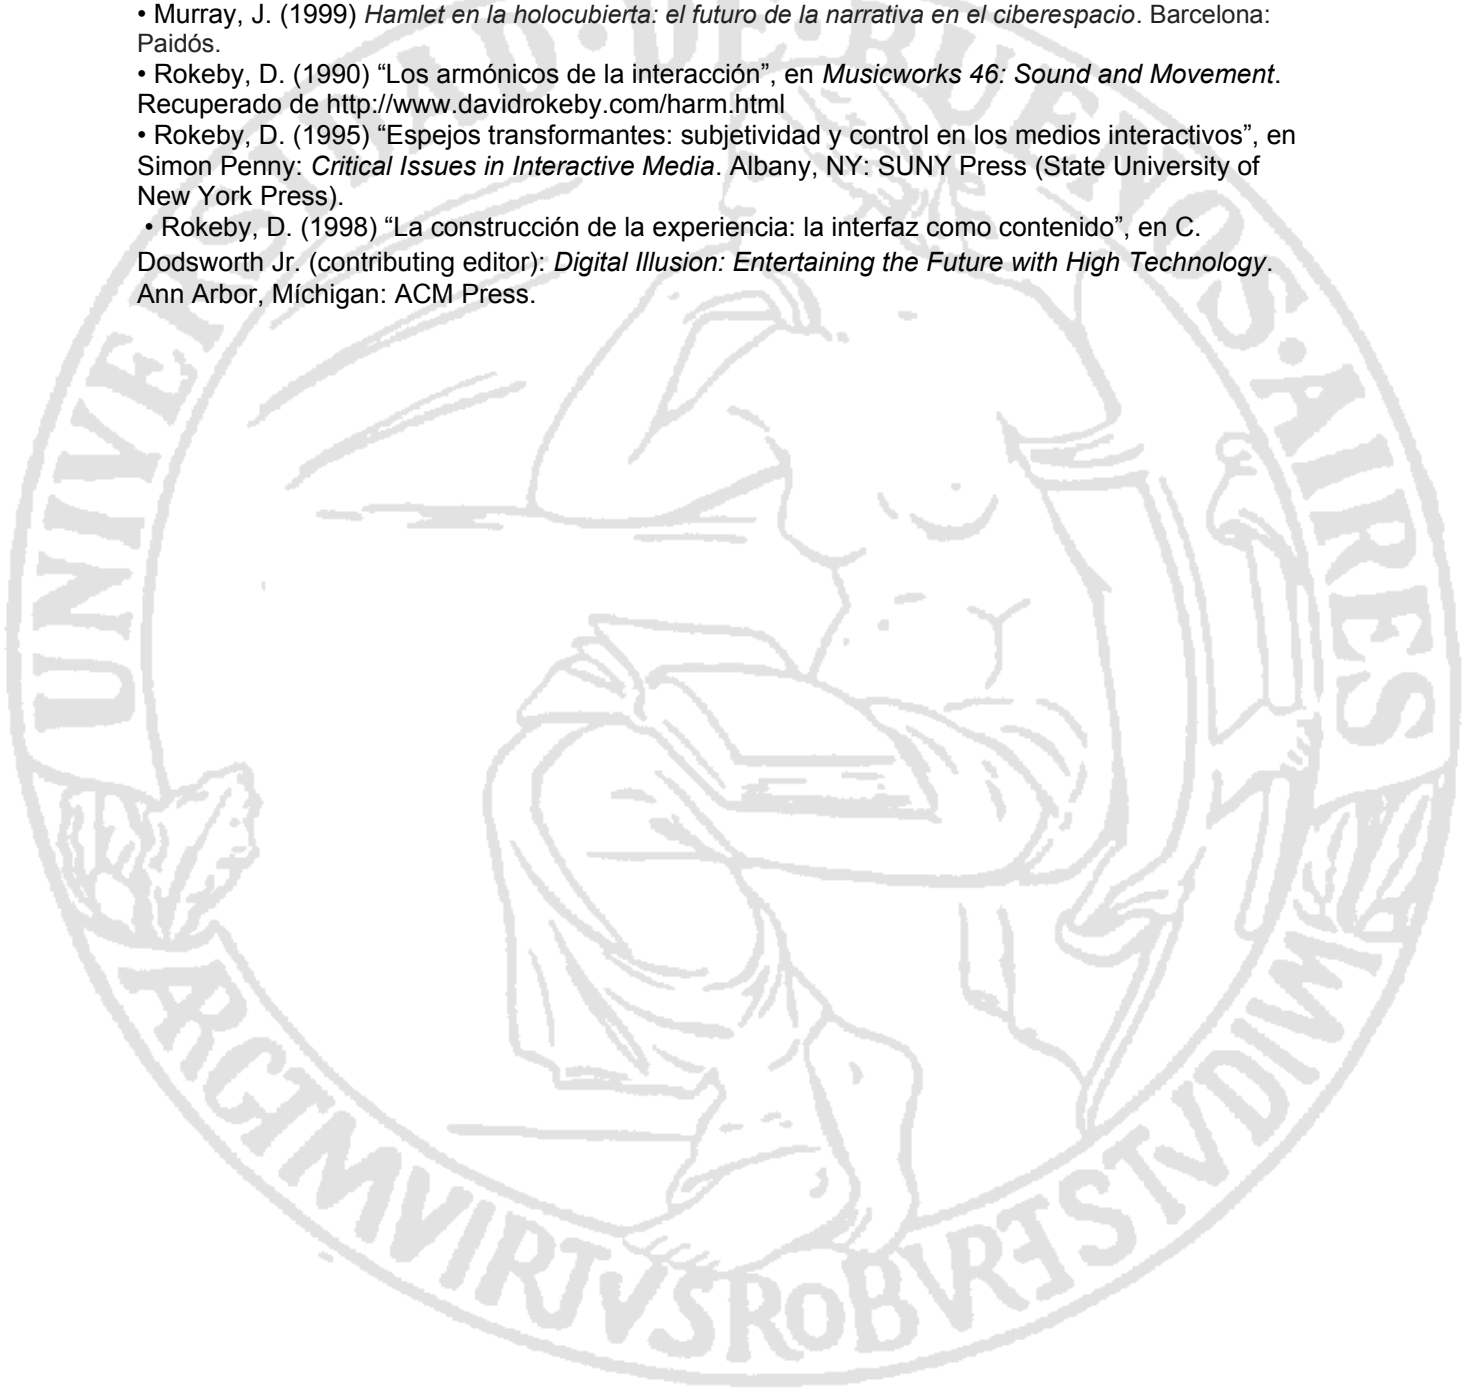 • Murray, J. (1999) Hamlet en la holocubierta: el futuro de la narrativa en el ciberespacio. Barcelona:
Paidós.
• Rokeby, D. (1990) “Los armónicos de la interacción”, en Musicworks 46: Sound and Movement.
Recuperado de http://www.davidrokeby.com/harm.html
• Rokeby, D. (1995) “Espejos transformantes: subjetividad y control en los medios interactivos”, en
Simon Penny: Critical Issues in Interactive Media. Albany, NY: SUNY Press (State University of
New York Press).
• Rokeby, D. (1998) “La construcción de la experiencia: la interfaz como contenido”, en C.
Dodsworth Jr. (contributing editor): Digital Illusion: Entertaining the Future with High Technology.
Ann Arbor, Míchigan: ACM Press.
UNIVERSIDAD•DE•BUENOS•AIRES
ARGTMVIRTVSROBVRETSTVDIVM